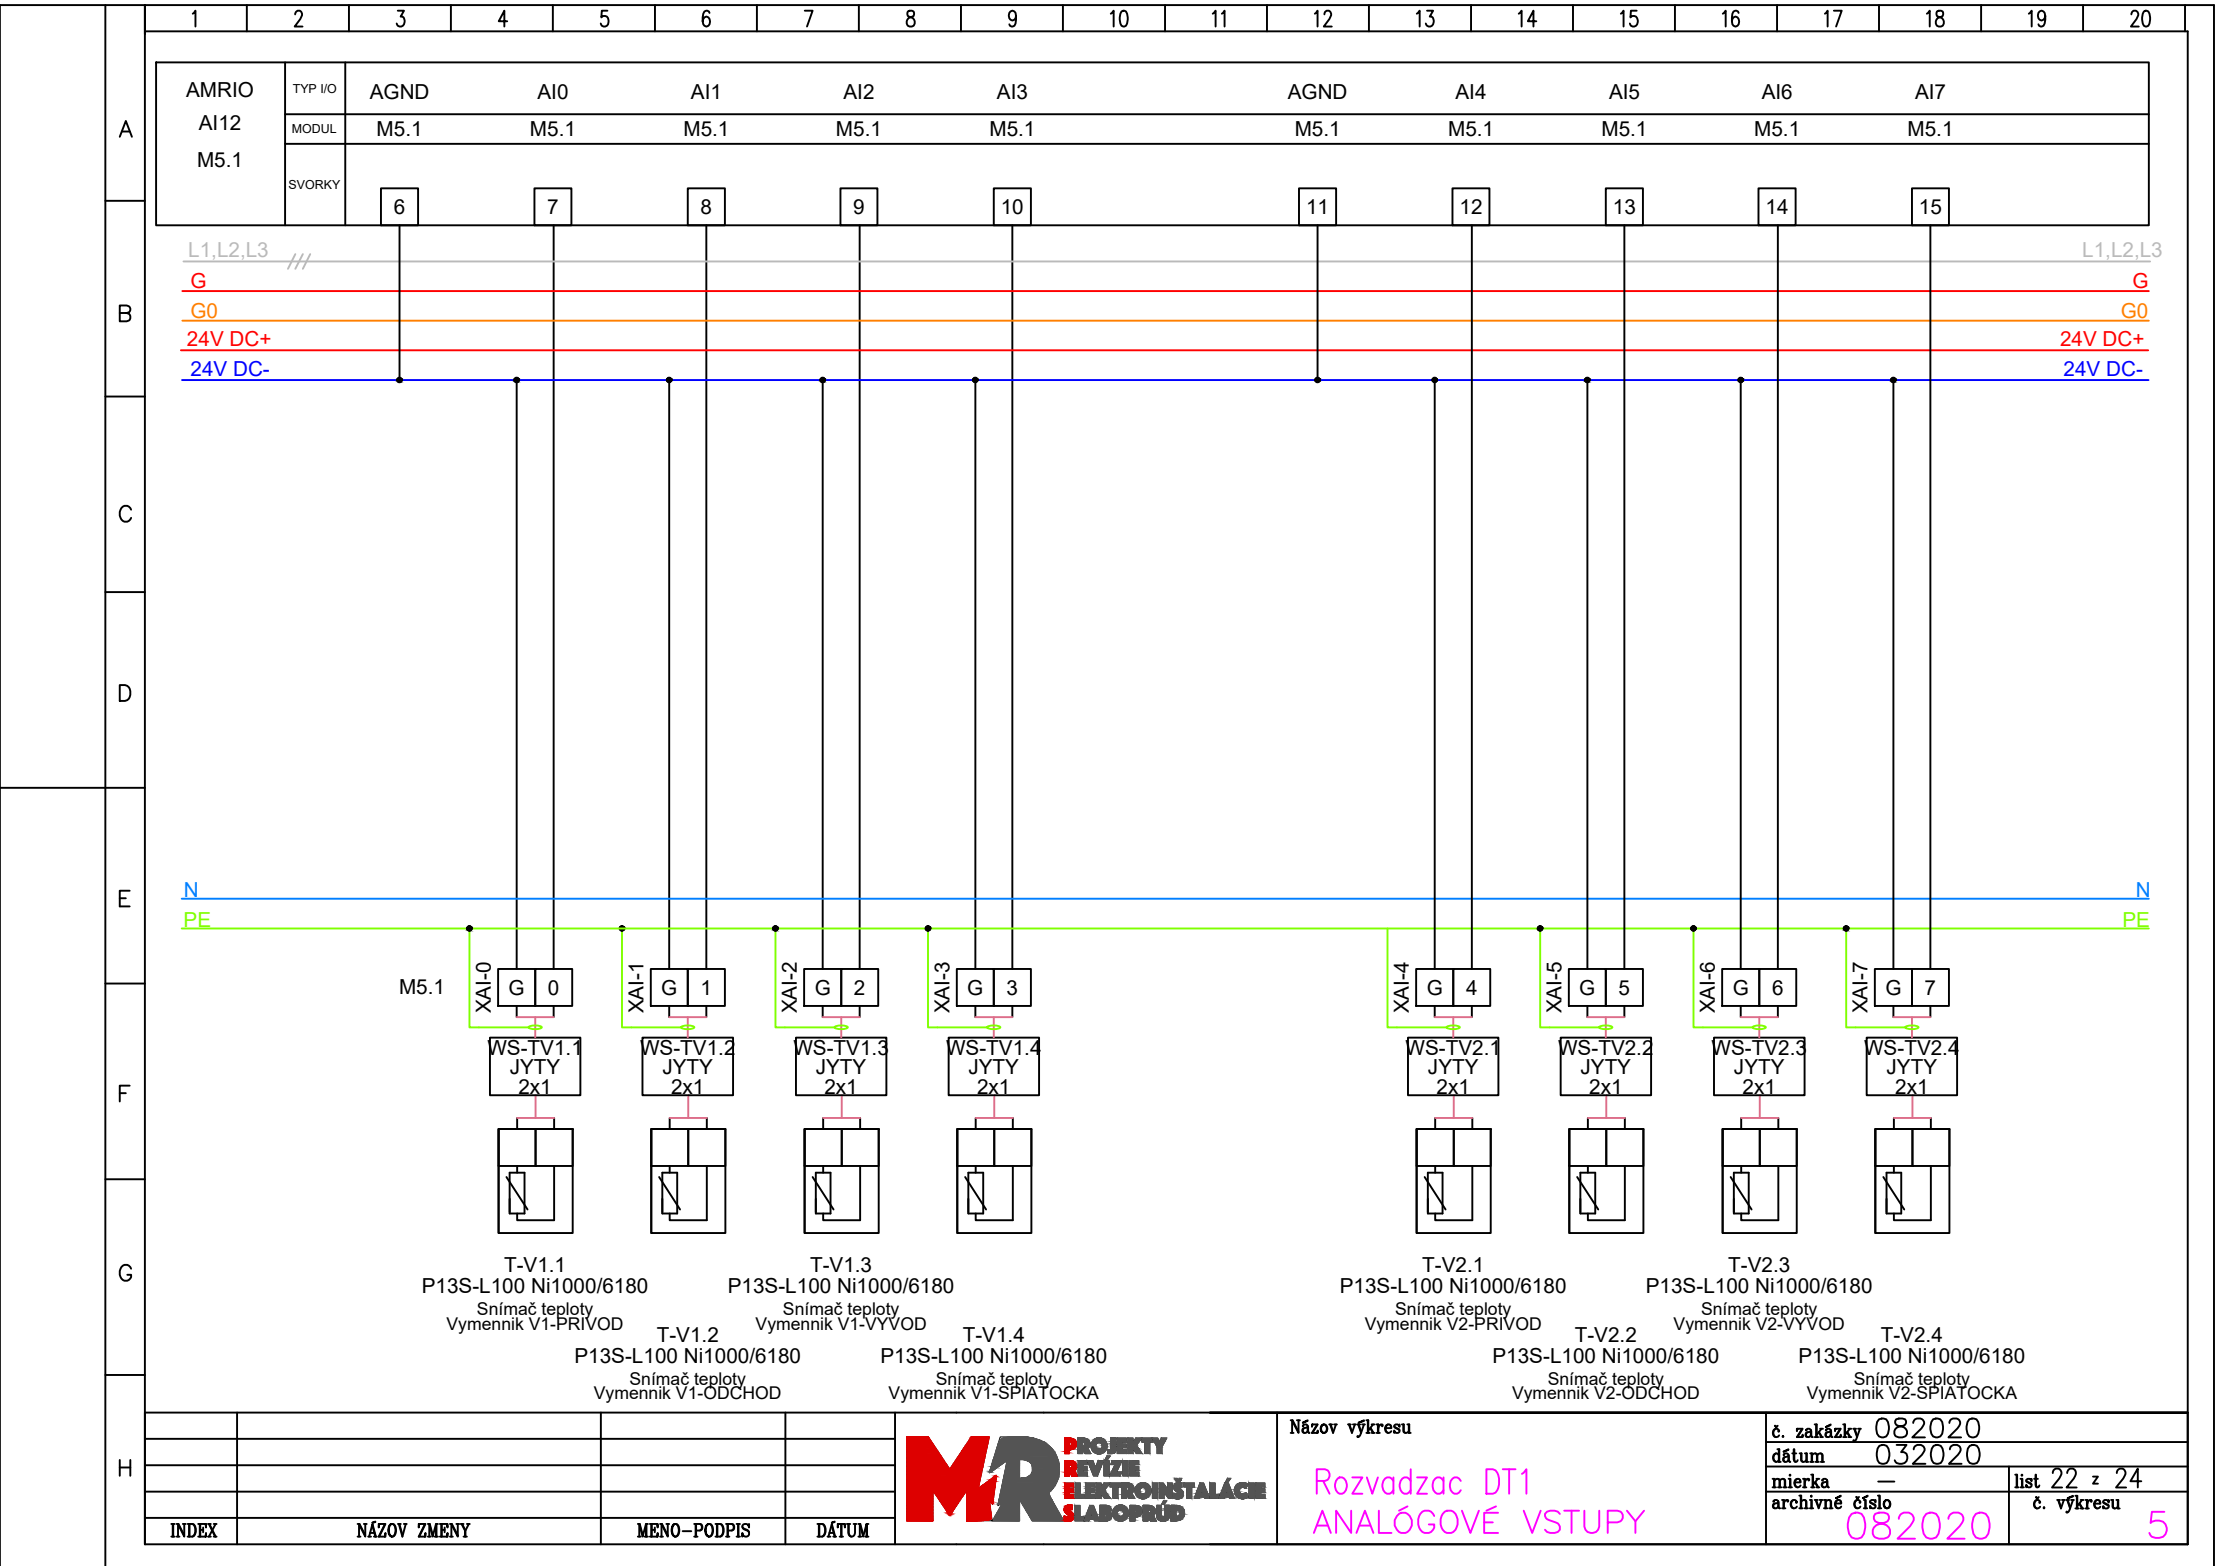 1 2 3 4 5 6 7 8 9 10 11 12 13 14 15 16 17 18 19 20
A
B
C
D
E
F
G
H
AMRIO
AI12
M5.1
TYP I/O AGND AI0 AI1 AI2 AI3 AGND AI4 AI5 AI6 AI7
MODUL M5.1 M5.1 M5.1 M5.1 M5.1 M5.1 M5.1 M5.1 M5.1 M5.1
SVORKY
6 7 8 9 10 11 12 13 14 15
L1,L2,L3 L1,L2,L3
G G
G0 G0
24V DC+ 24V DC+
24V DC- 24V DC-
N N
PE PE
M5.1
XAI-0 G 0
XAI-1 G 1
XAI-2 G 2
XAI-3 G 3
XAI-4 G 4
XAI-5 G 5
XAI-6 G 6
XAI-7 G 7
WS-TV1.1
JYTY
2x1
WS-TV1.2
JYTY
2x1
WS-TV1.3
JYTY
2x1
WS-TV1.4
JYTY
2x1
WS-TV2.1
JYTY
2x1
WS-TV2.2
JYTY
2x1
WS-TV2.3
JYTY
2x1
WS-TV2.4
JYTY
2x1
T-V1.1
P13S-L100 Ni1000/6180
Snímač teploty
Vymennik V1-PRIVOD
T-V1.2
P13S-L100 Ni1000/6180
Snímač teploty
Vymennik V1-ODCHOD
T-V1.3
P13S-L100 Ni1000/6180
Snímač teploty
Vymennik V1-VYVOD
T-V1.4
P13S-L100 Ni1000/6180
Snímač teploty
Vymennik V1-SPIATOCKA
T-V2.1
P13S-L100 Ni1000/6180
Snímač teploty
Vymennik V2-PRIVOD
T-V2.2
P13S-L100 Ni1000/6180
Snímač teploty
Vymennik V2-ODCHOD
T-V2.3
P13S-L100 Ni1000/6180
Snímač teploty
Vymennik V2-VYVOD
T-V2.4
P13S-L100 Ni1000/6180
Snímač teploty
Vymennik V2-SPIATOCKA
INDEX NÁZOV ZMENY MENO-PODPIS DÁTUM
MR
PROJEKTY
REVÍZIE
ELEKTROINŠTALÁCIE
SLABOPRÚD
Názov výkresu
Rozvadzac DT1
ANALÓGOVÉ VSTUPY
č. zakázky 082020
dátum 032020
mierka —
list 22 z 24
archivné číslo
082020
č. výkresu
5